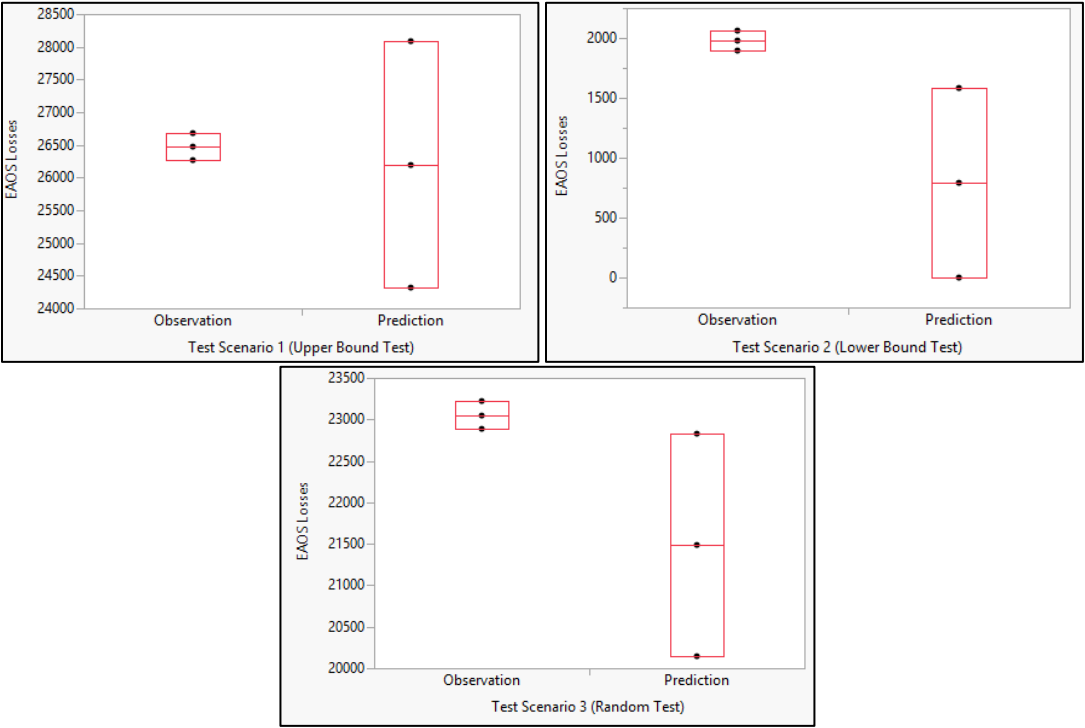 28500
28000
27500
27000
26500
26000
25500
25000
24500
24000
EAOS Losses
Observation Prediction
Test Scenario 1 (Upper Bound Test)
2000
1500
1000
500
0
EAOS Losses
Observation Prediction
Test Scenario 2 (Lower Bound Test)
23500
23000
22500
22000
21500
21000
20500
20000
EAOS Losses
Observation Prediction
Test Scenario 3 (Random Test)